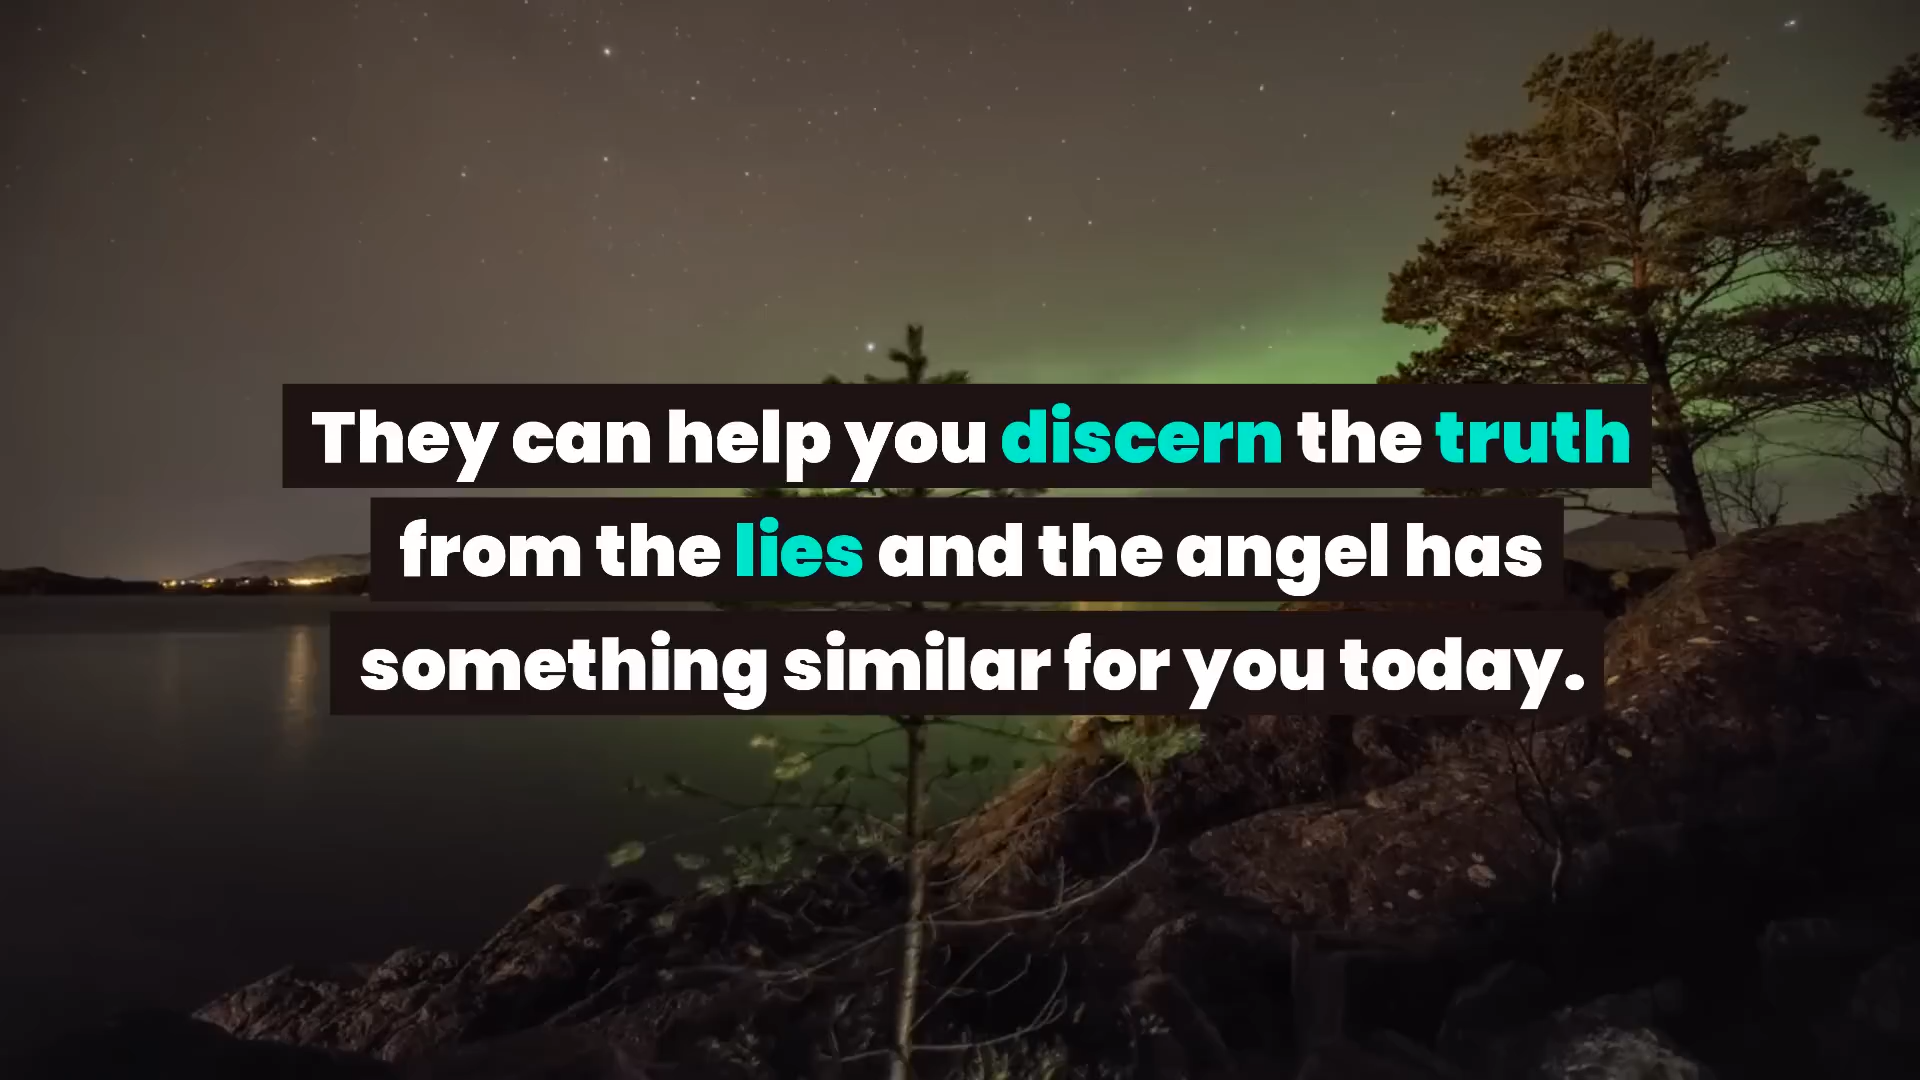 They can help you discern the truth
from the lies and the angel has
something similar for you today.